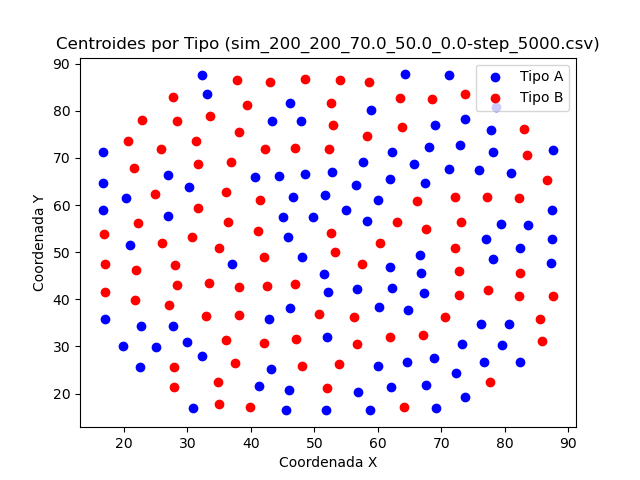 Centroides por Tipo (sim_200_200_70.0_50.0_0.0-step_5000.csv)
Tipo A
Tipo B
Coordenada Y
90
80
70
60
50
40
30
20
20 30 40 50 60 70 80 90
Coordenada X